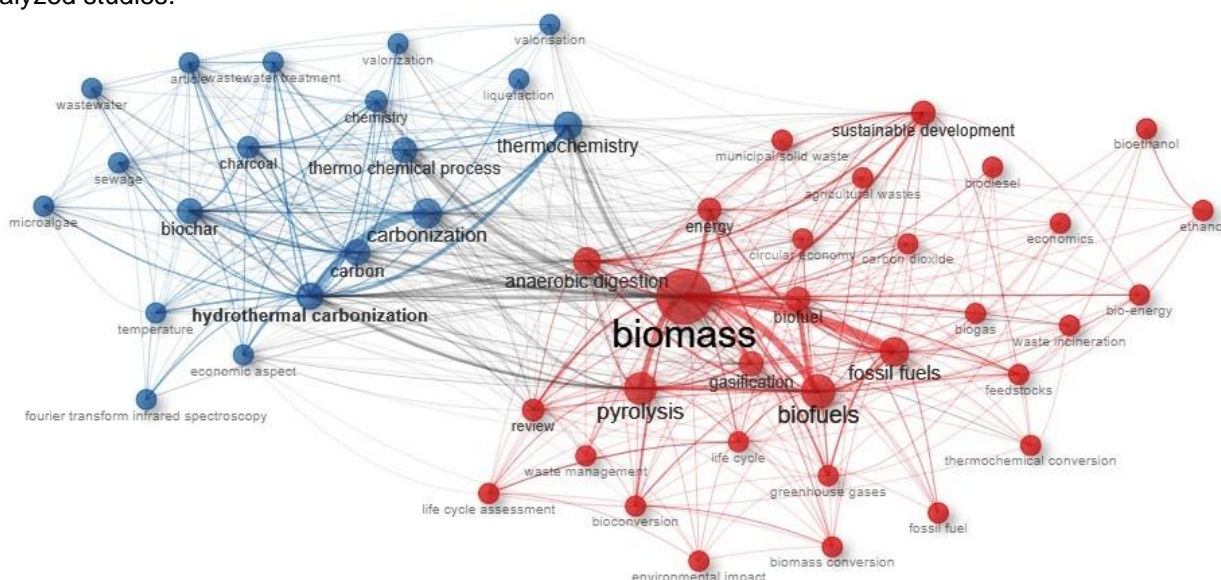 alyzed studies.
valorisation
valorization
article
wastewater treatment
liquefaction
wastewater
chemistry
thermochemistry
sustainable development
bioethanol
charcoal
thermo chemical process
municipal solid waste
sewage
agricultural wastes
biodiesel
microalgae
biochar
carbonization
energy
economics
ethanol
circular economy
carbon dioxide
carbon
anaerobic digestion
temperature
hydrothermal carbonization
biomass
biofuel
biogas
bio-energy
waste incineration
economic aspect
gasification
fossil fuels
feedstocks
fourier transform infrared spectroscopy
review
pyrolysis
biofuels
waste management
life cycle
thermochemical conversion
life cycle assessment
bioconversion
greenhouse gases
fossil fuel
environmental impact
biomass conversion